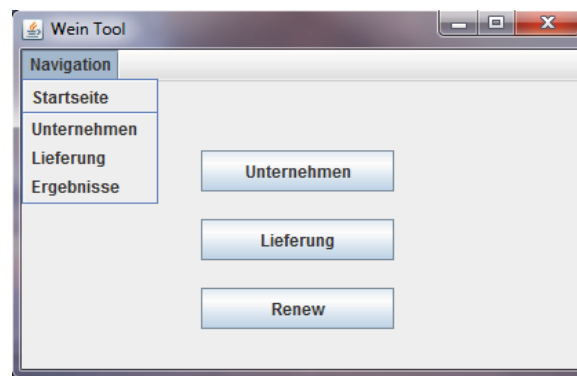 Wein Tool
Navigation
Startseite
Unternehmen
Lieferung
Ergebnisse
Unternehmen
Lieferung
Renew